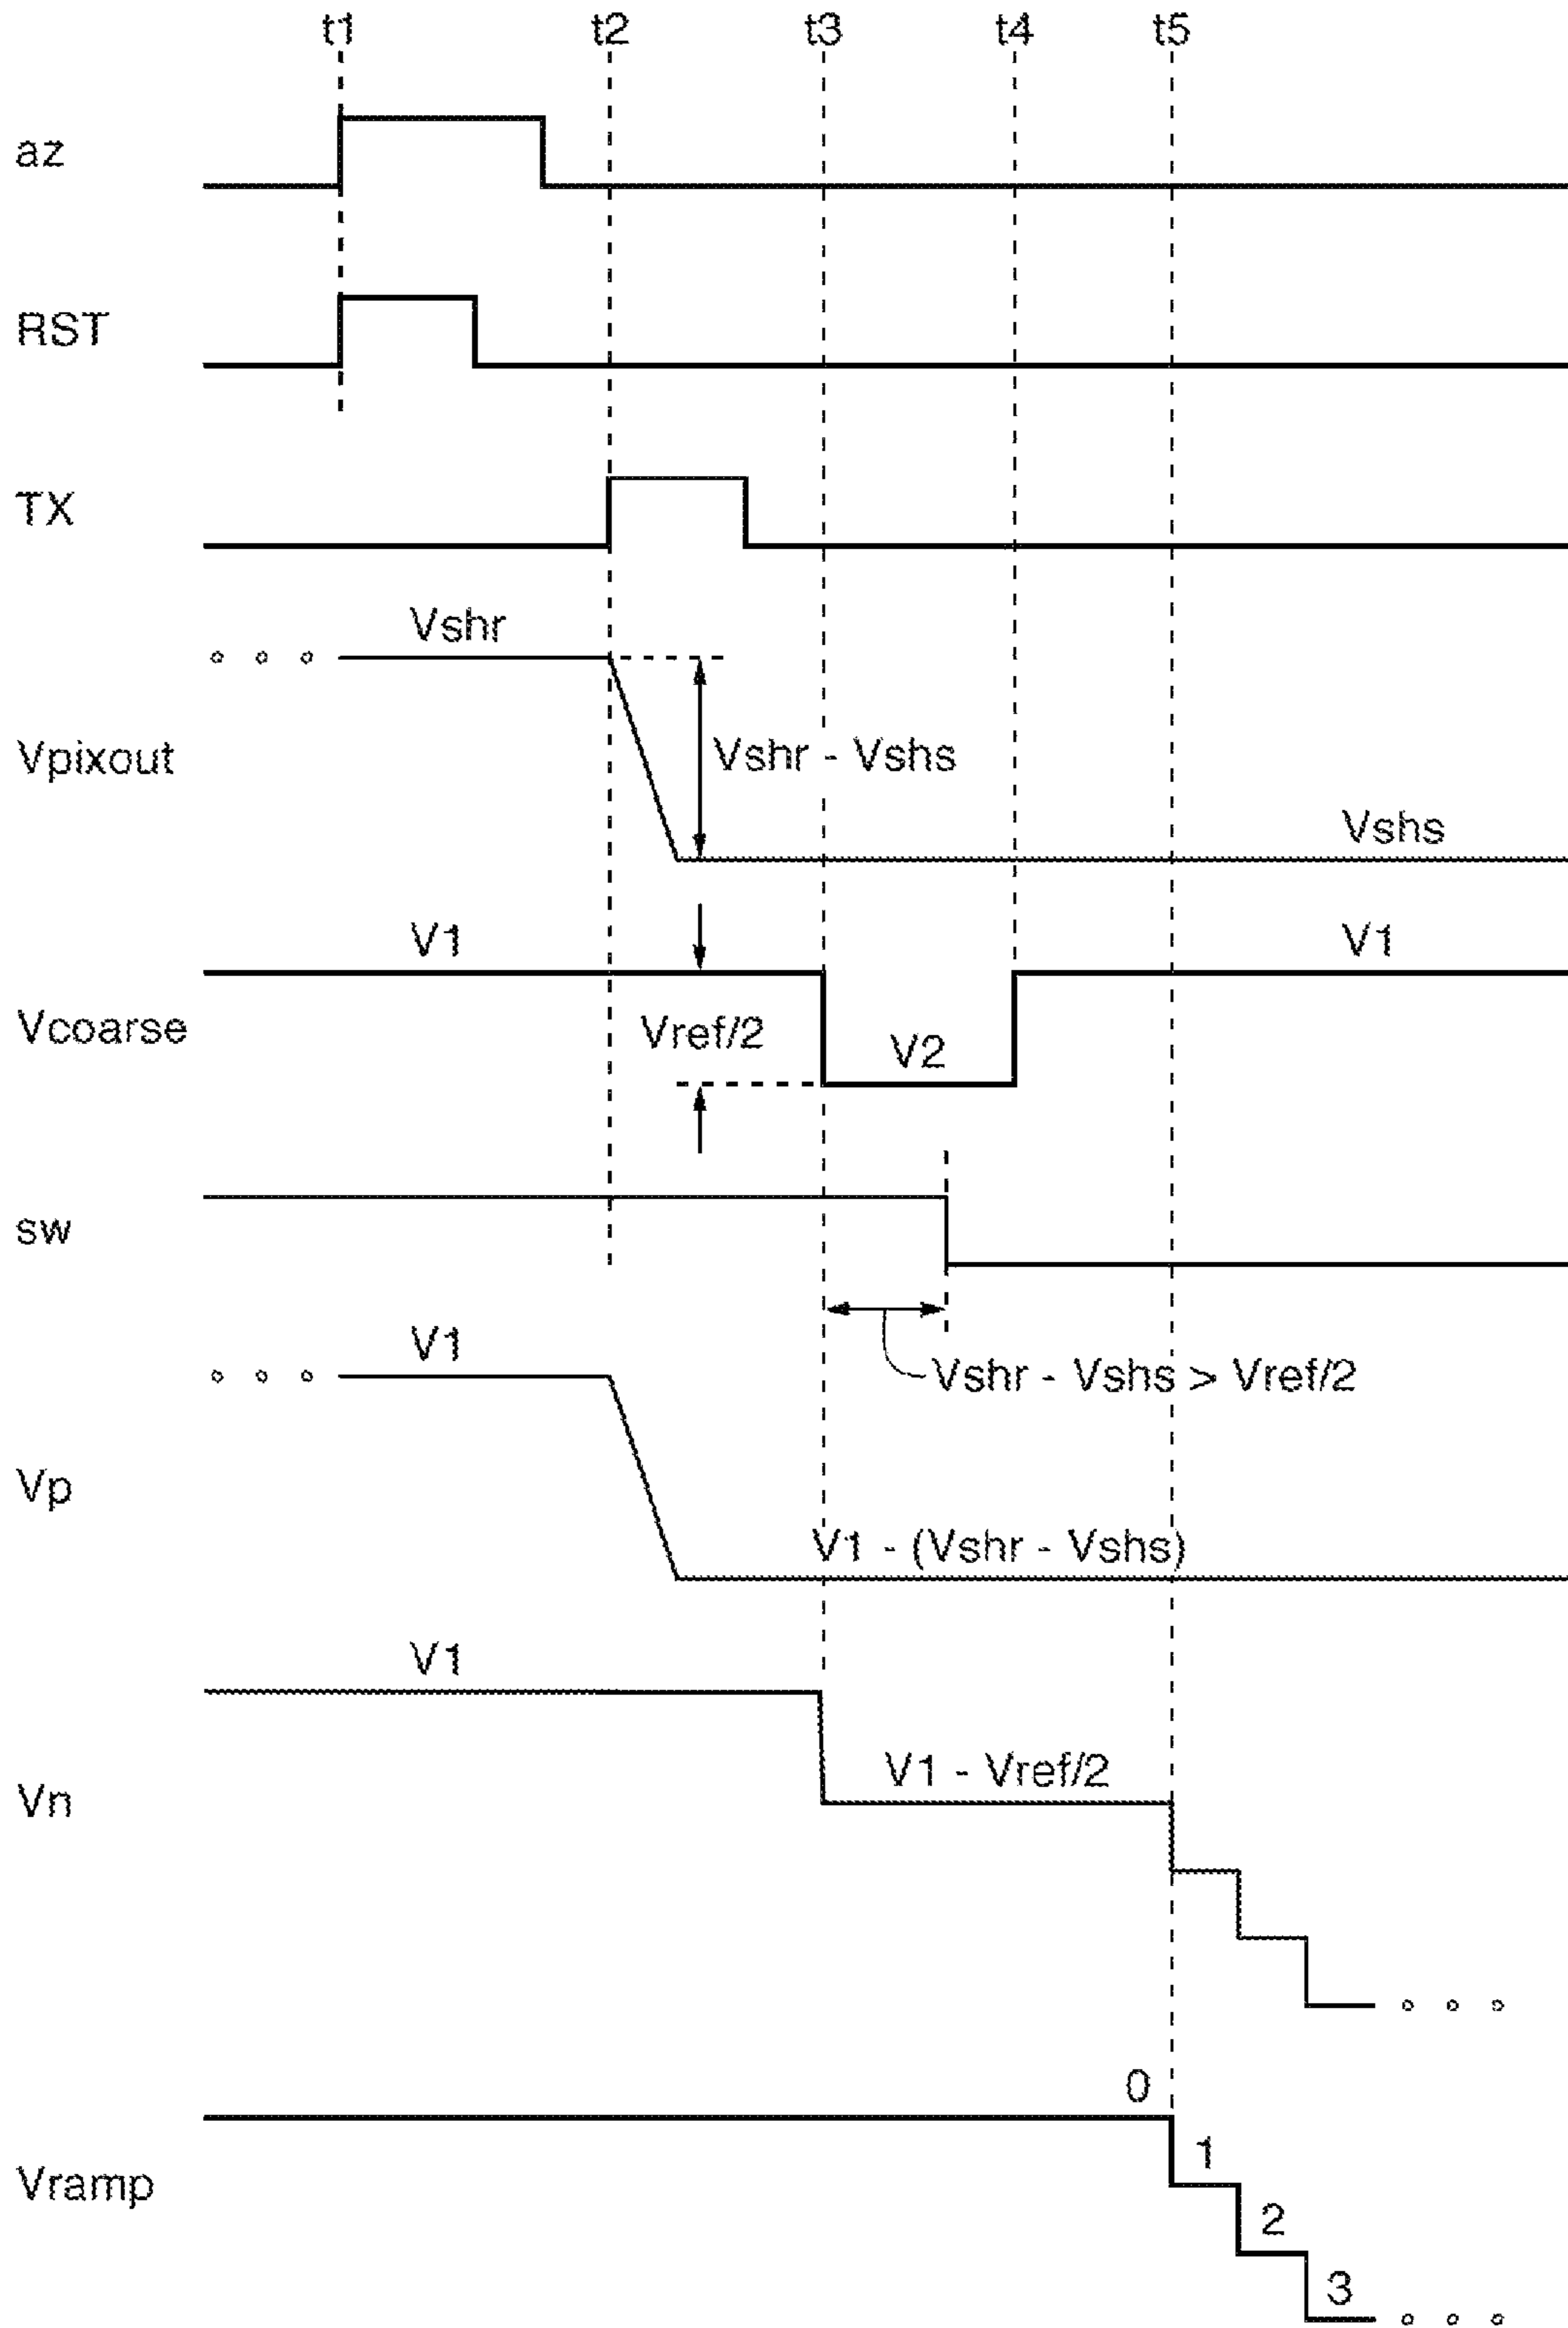 t1 t2 t3 t4 t5
az
RST
TX
Vshr
Vpixout
Vshr - Vshs
Vshs
V1 V1
Vcoarse
Vref/2
V2
sw
V1
Vshr - Vshs > Vref/2
Vp
V1 - (Vshr - Vshs)
V1
V1 - Vref/2
Vn
0
1
Vramp
2
3